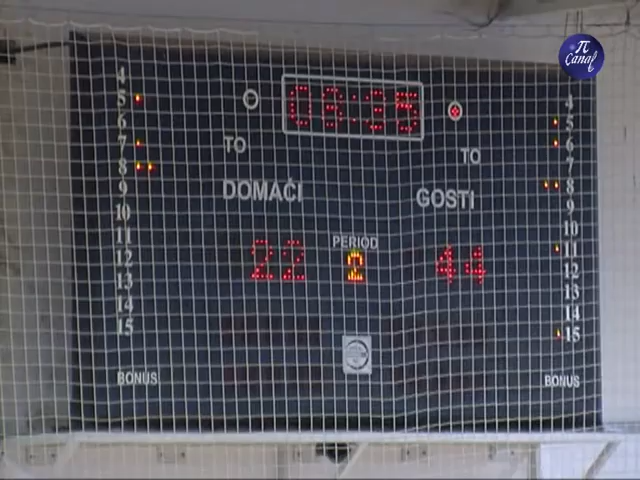 π
Canal
4 4
5 03:35 5
6 6
7 TO TO 7
8 8
9 DOMAĆI GOSTI 9
10 10
11 PERIOD 11
12 22 2 44 12
13 13
14 14
15 15
BONUS BONUS